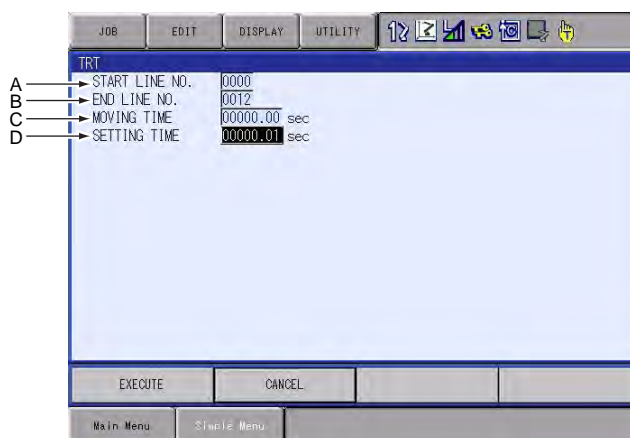 JOB EDIT DISPLAY UTILITY
TRT
A START LINE NO. 0000
B END LINE NO. 0012
C MOVING TIME 00000.00 sec
D SETTING TIME 00000.01 sec
EXECUTE CANCEL
Main Menu Simple Menu